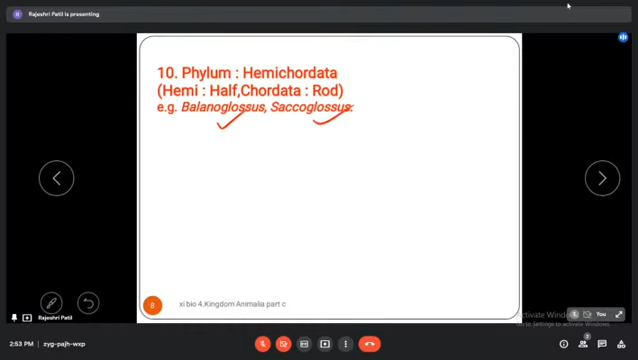 Rajeshri Patil is presenting
10. Phylum : Hemichordata
(Hemi : Half,Chordata : Rod)
e.g. Balanoglossus, Saccoglossus.
8
xi bio 4.Kingdom Animalia part c
Rajeshri Patil
You
Activate Windows
Go to Settings to activate Windows.
2:53 PM | zyg-pajh-wxp